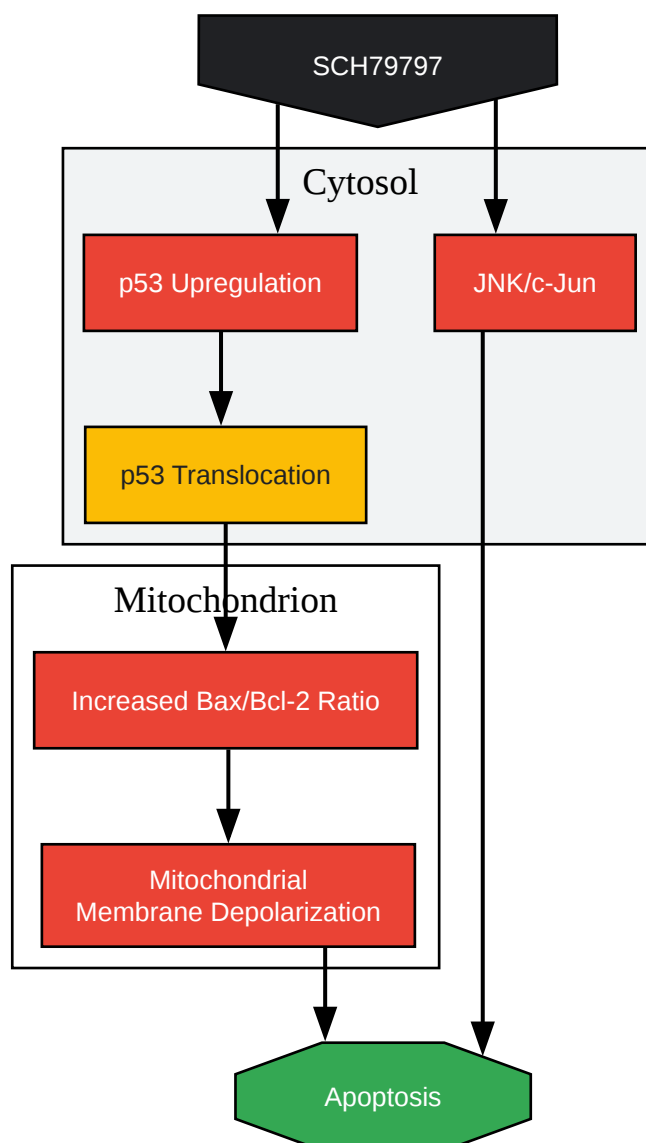 SCH79797
Cytosol
p53 Upregulation
JNK/c-Jun
p53 Translocation
Mitochondrion
Increased Bax/Bcl-2 Ratio
Mitochondrial
Membrane Depolarization
Apoptosis